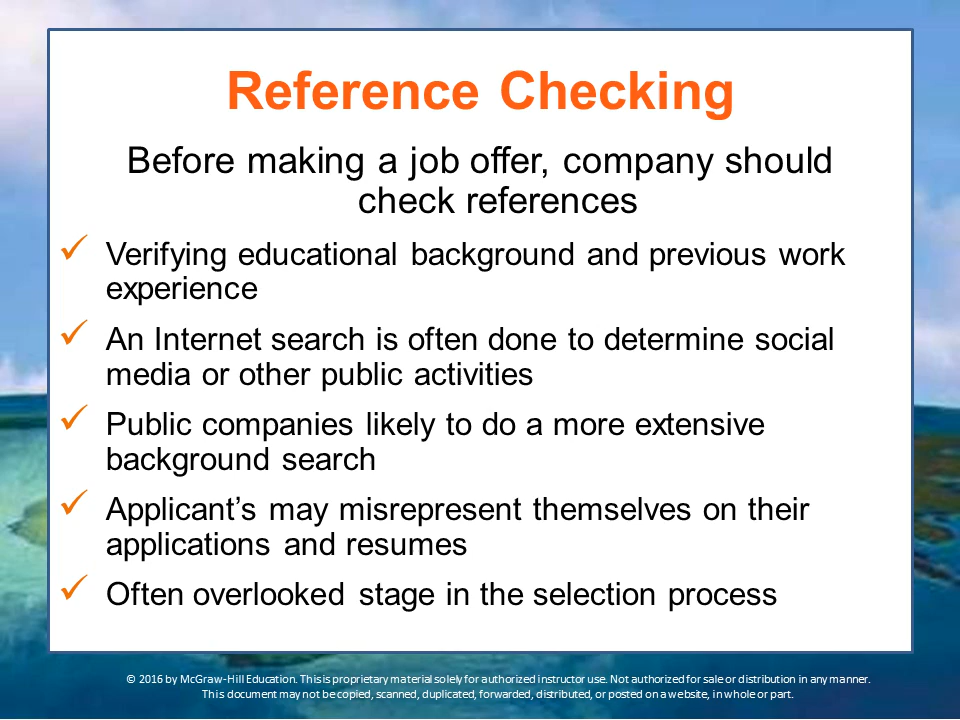 Reference Checking
Before making a job offer, company should
check references
✓ Verifying educational background and previous work
experience
✓ An Internet search is often done to determine social
media or other public activities
✓ Public companies likely to do a more extensive
background search
✓ Applicant’s may misrepresent themselves on their
applications and resumes
✓ Often overlooked stage in the selection process
© 2016 by McGraw-Hill Education. This is proprietary material solely for authorized instructor use. Not authorized for sale or distribution in any manner.
This document may not be copied, scanned, duplicated, forwarded, distributed, or posted on a website, in whole or part.